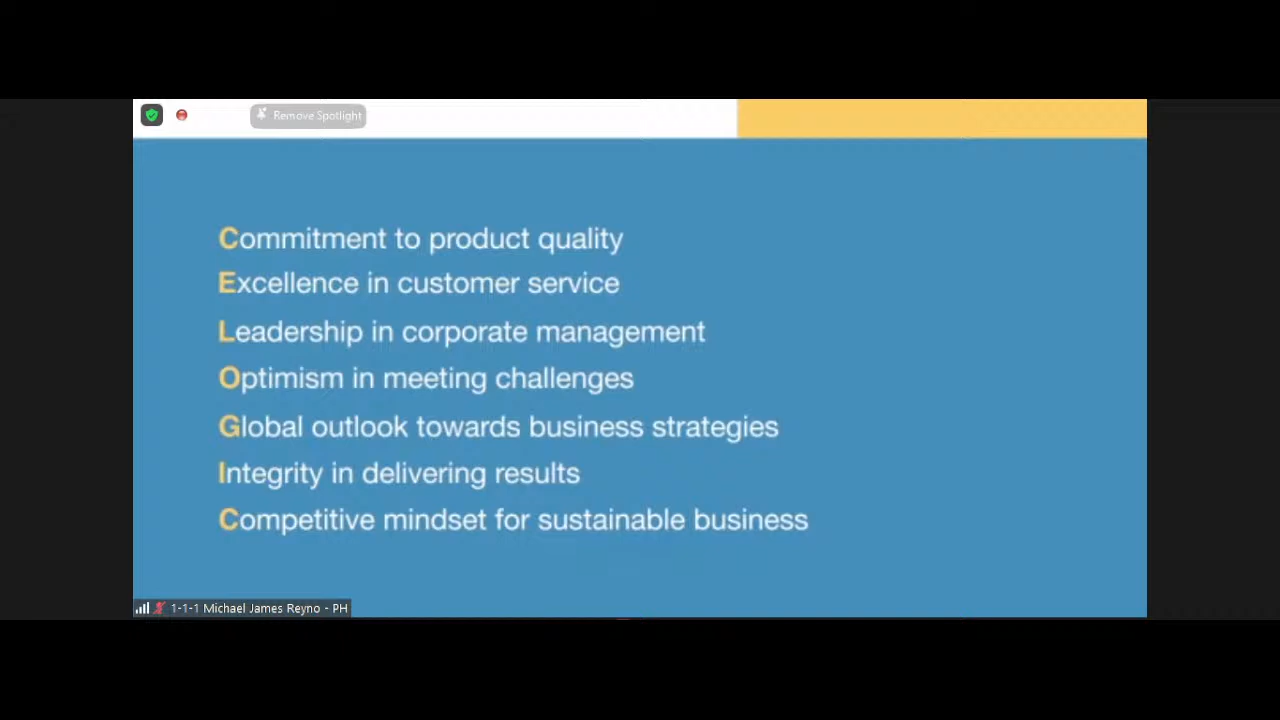 Remove Spotlight
Commitment to product quality
Excellence in customer service
Leadership in corporate management
Optimism in meeting challenges
Global outlook towards business strategies
Integrity in delivering results
Competitive mindset for sustainable business
1-1-1 Michael James Reyno - PH